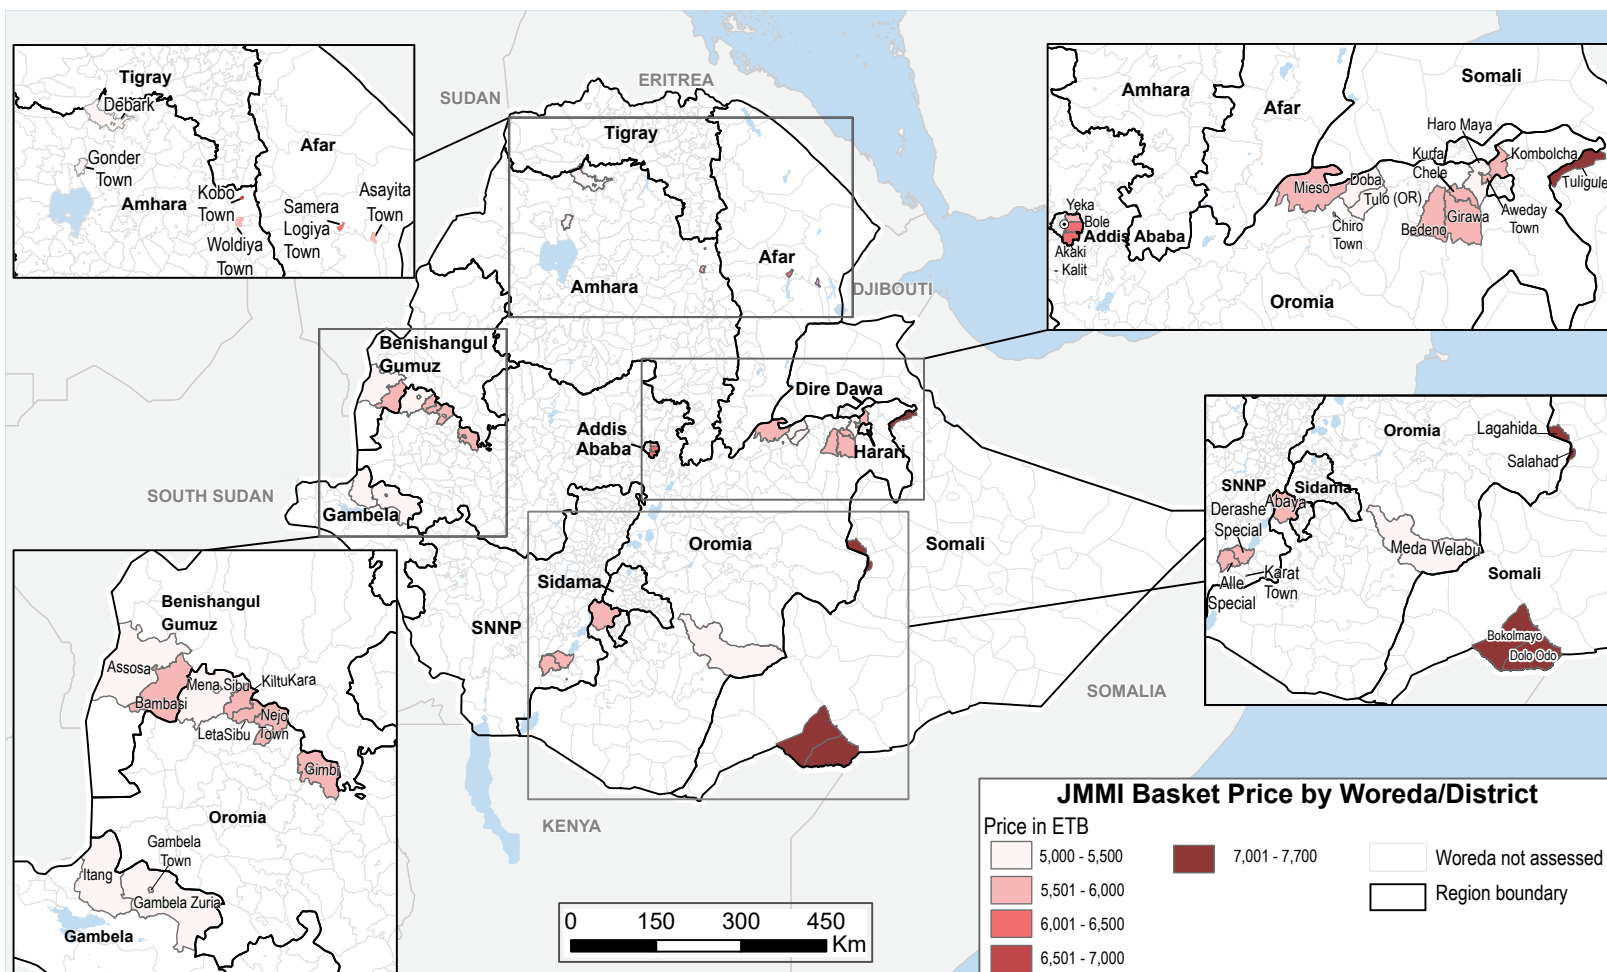 Tigray
Debark
Gonder
Town
Kobo
Town
Amhara
Woldiya
Town
Afar
Samera
Logiya
Town
Asayita
Town
SUDAN
ERITREA
Tigray
Amhara
Afar
DJIBOUTI
Benishangul
Gumuz
Dire Dawa
Addis
Ababa
Harari
SOUTH SUDAN
Gambela
Oromia
Somali
Sidama
SNNP
SOMALIA
KENYA
Amhara
Afar
Somali
Haro Maya
Kurfa
Chele
Kombolcha
Tuligule
Mieso
Doba
Tulo (OR)
Chiro
Town
Bedeno
Girawa
Aweday
Town
Yeka
Bole
Addis Ababa
Akaki
- Kalit
Oromia
Oromia
Lagahida
Salahad
SNNP
Sidama
Abaya
Derashe
Special
Meda Welabu
Alle
Special
Karat
Town
Somali
Bokolmayo
Dolo Odo
Benishangul
Gumuz
Assosa
Bambasi
Mena Sibu
KiltuKara
LetaSibu
Nejo
Town
Gimbi
Oromia
Gambela
Town
Itang
Gambela Zuria
Gambela
0 150 300 450
Km
JMMI Basket Price by Woreda/District
Price in ETB
5,000 - 5,500
5,501 - 6,000
6,001 - 6,500
6,501 - 7,000
7,001 - 7,700
Woreda not assessed
Region boundary